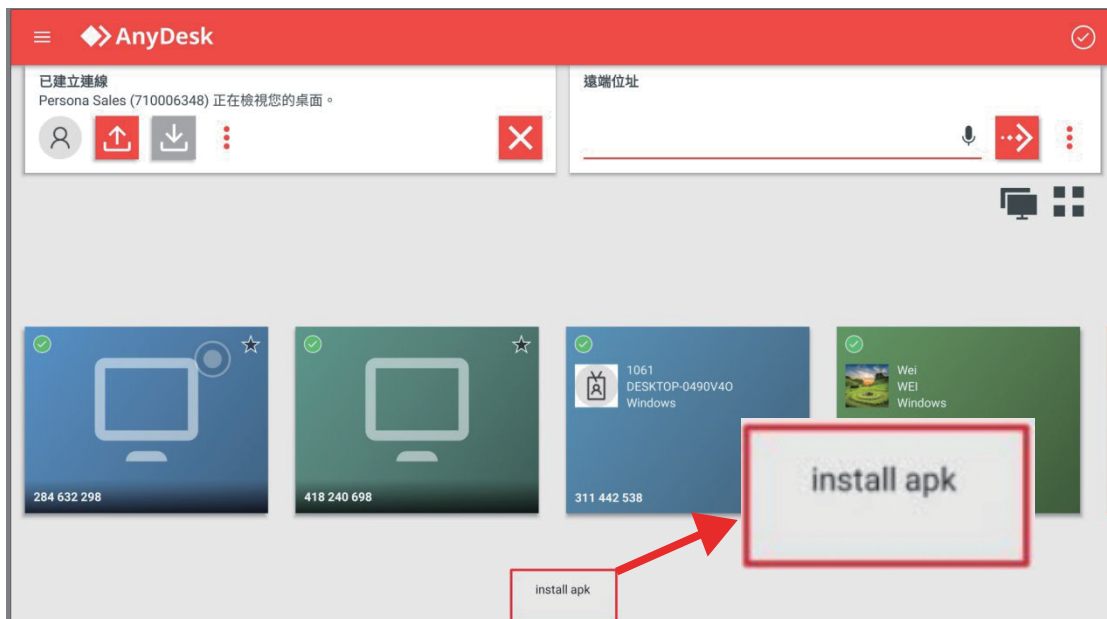 AnyDesk
已建立連線
Persona Sales (710006348) 正在檢視您的桌面。
遠端位址
284 632 298
418 240 698
1061
DESKTOP-0490V4O
Windows
311 442 538
Wei
WEI
Windows
install apk
install apk